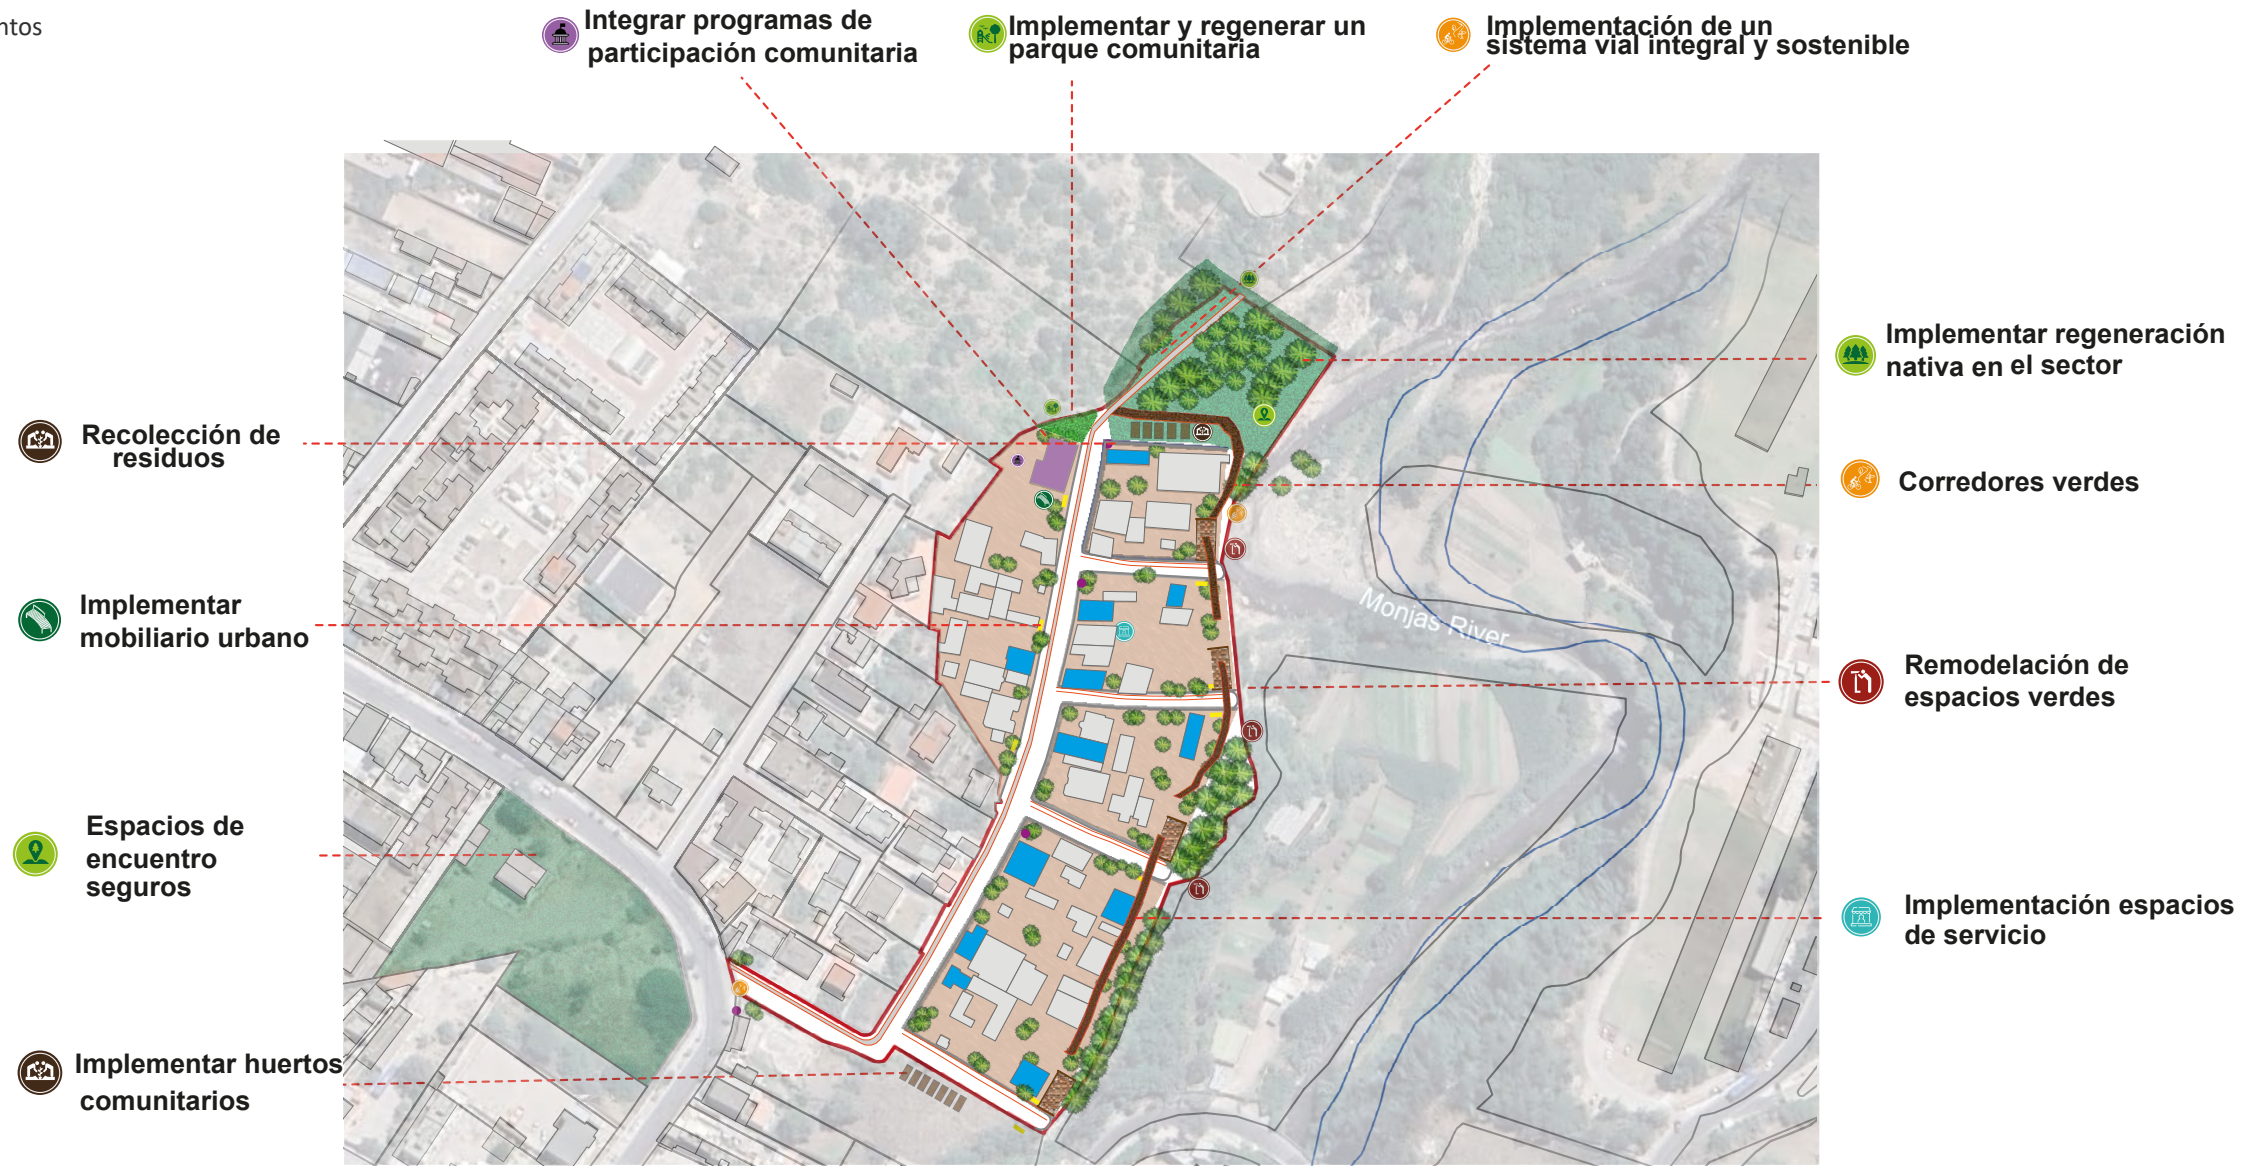 ntos
Integrar programas de
participación comunitaria
Implementar y regenerar un
parque comunitaria
Implementación de un
sistema vial integral y sostenible
Implementar regeneración
nativa en el sector
Recolección de
residuos
Corredores verdes
Implementar
mobiliario urbano
Monjas River
Remodelación de
espacios verdes
Espacios de
encuentro
seguros
Implementación espacios
de servicio
Implementar huertos
comunitarios